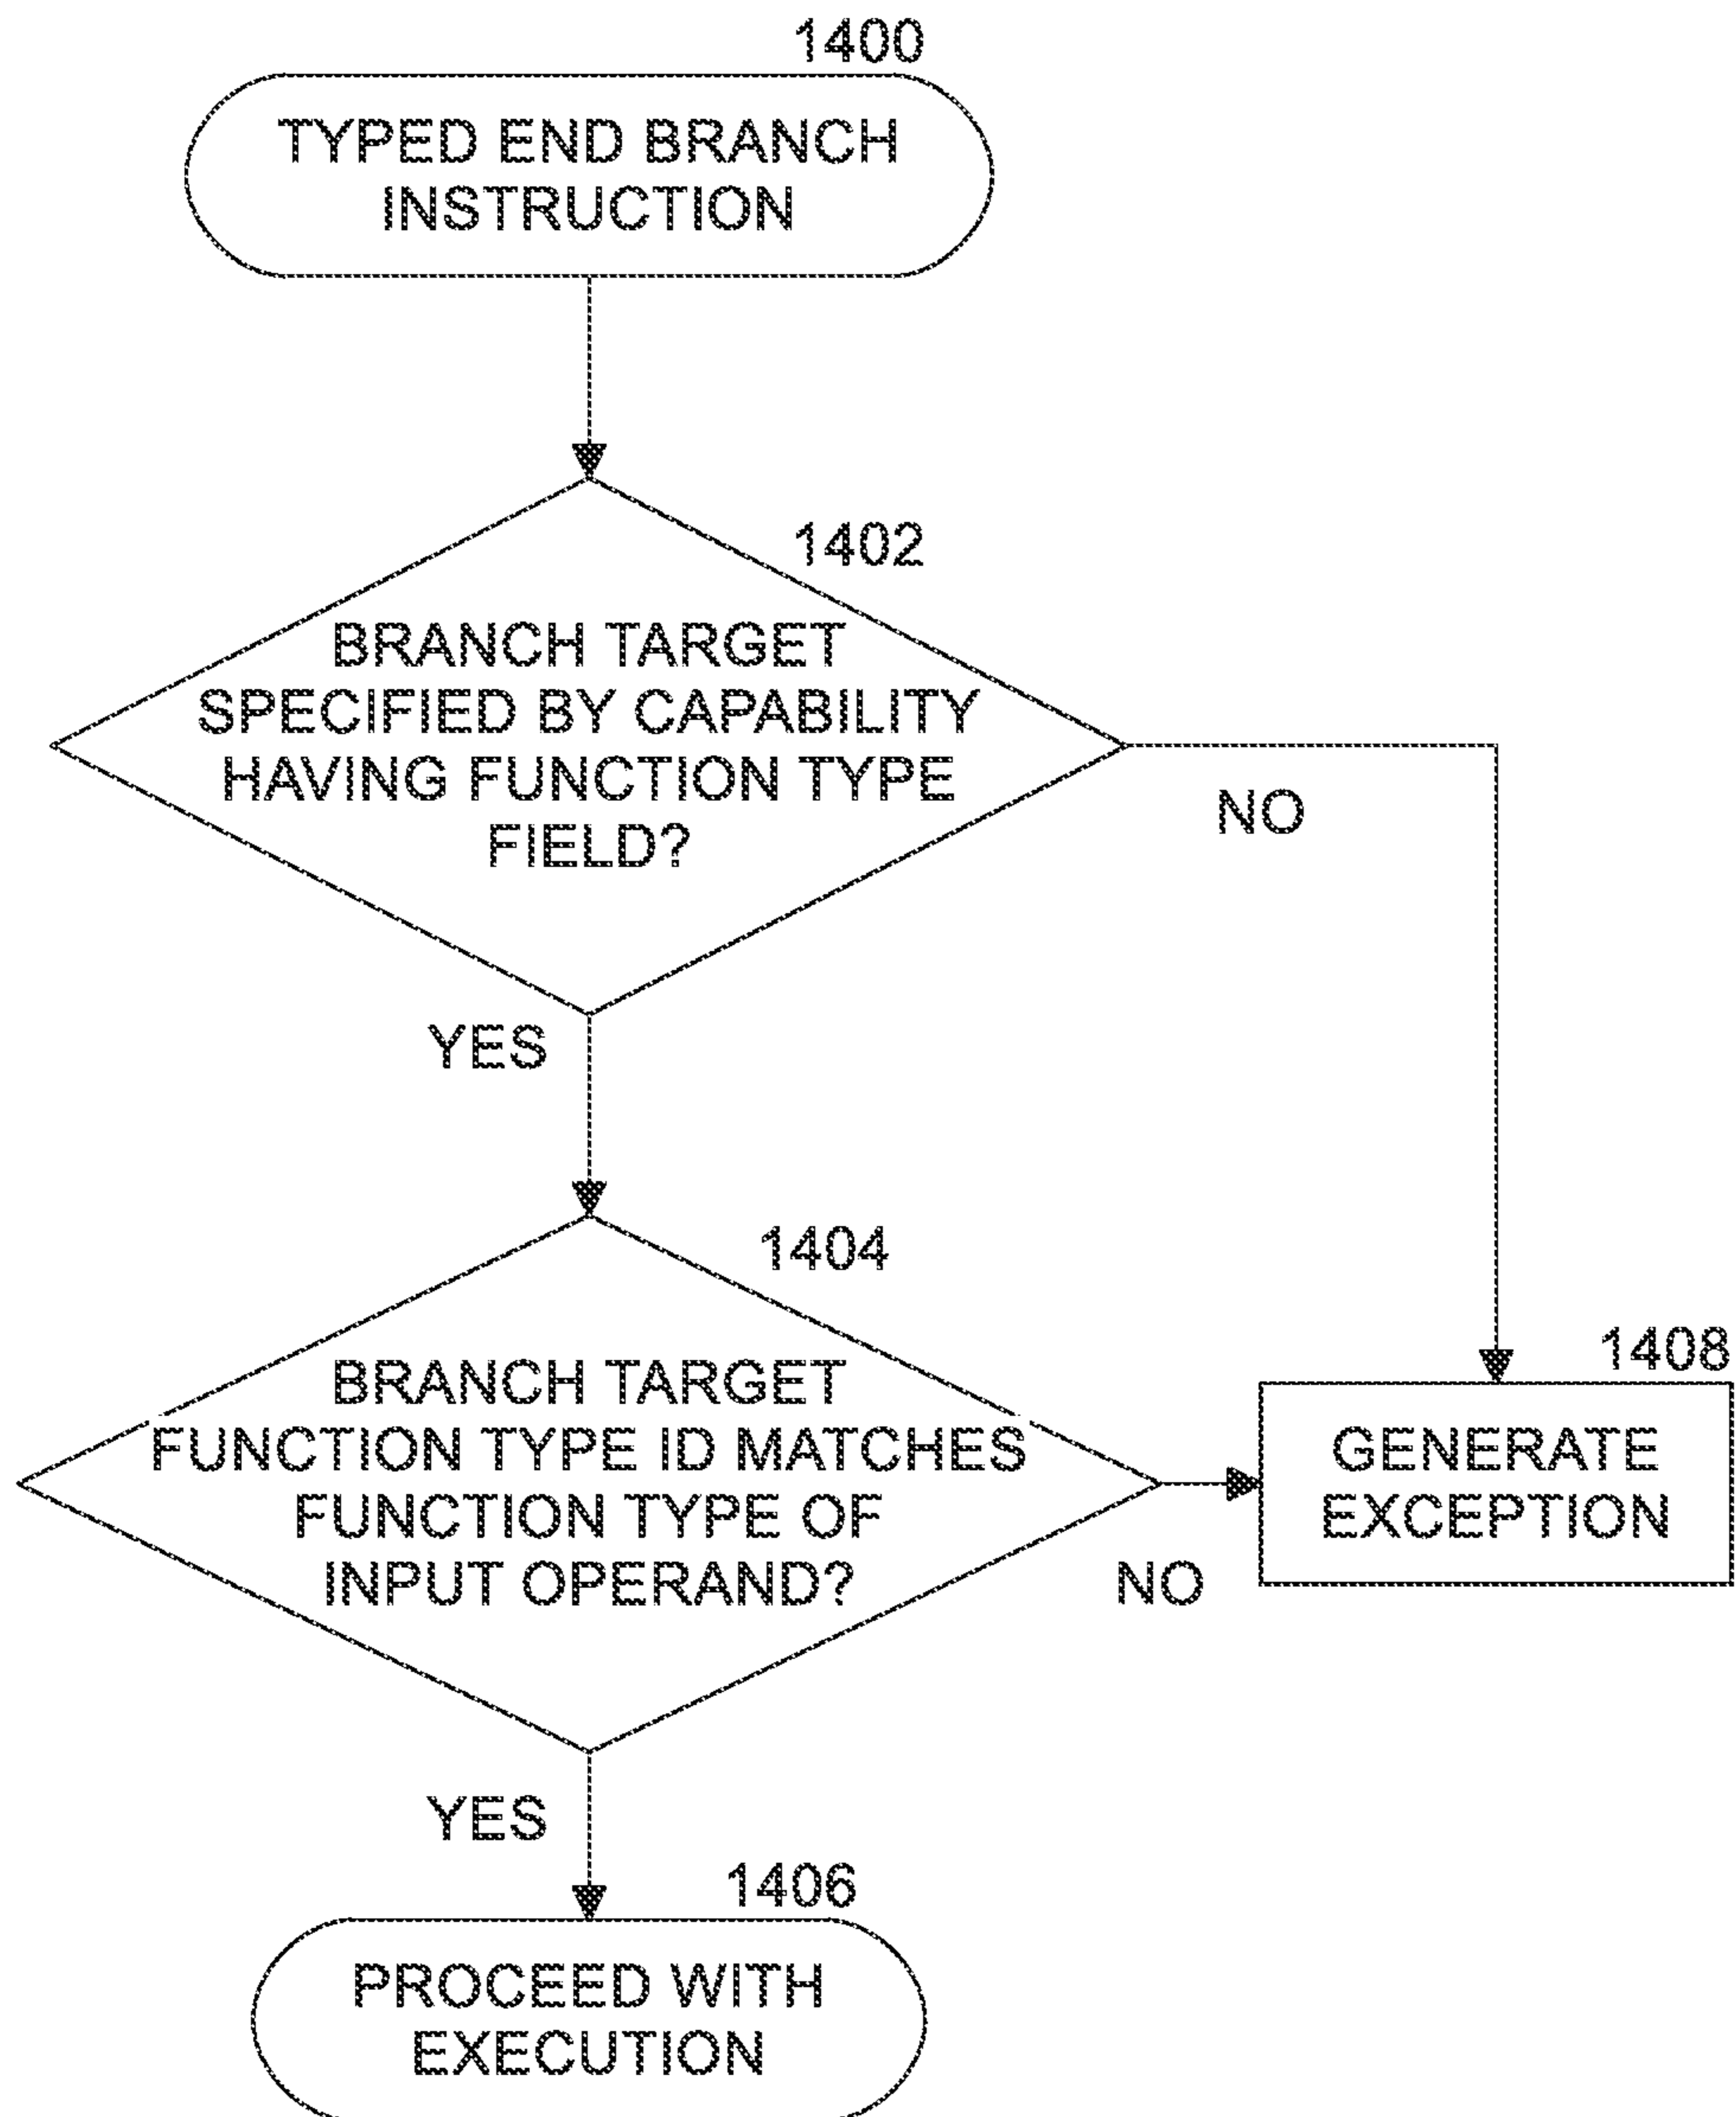 1400
TYPED END BRANCH
INSTRUCTION
1402
BRANCH TARGET
SPECIFIED BY CAPABILITY
HAVING FUNCTION TYPE
FIELD?
NO
YES
1404
BRANCH TARGET
FUNCTION TYPE ID MATCHES
FUNCTION TYPE OF
INPUT OPERAND?
NO
1408
GENERATE
EXCEPTION
YES
1406
PROCEED WITH
EXECUTION